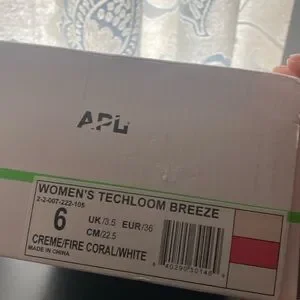 APL
WOMEN'S TECHLOOM BREEZE
2-2-007-222-105
6
UK/3.5 EUR/36
CM/22.5
CREME/FIRE CORAL/WHITE
MADE IN CHINA